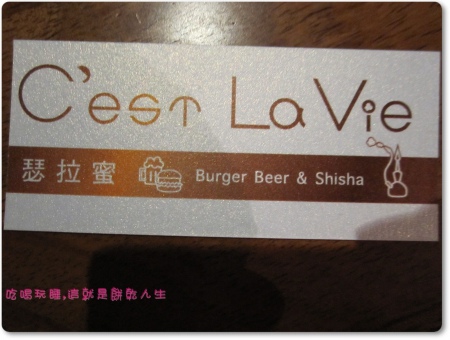 C'est La Vie
瑟拉蜜 Burger Beer & Shisha
吃喝玩睡,這就是餅乾人生